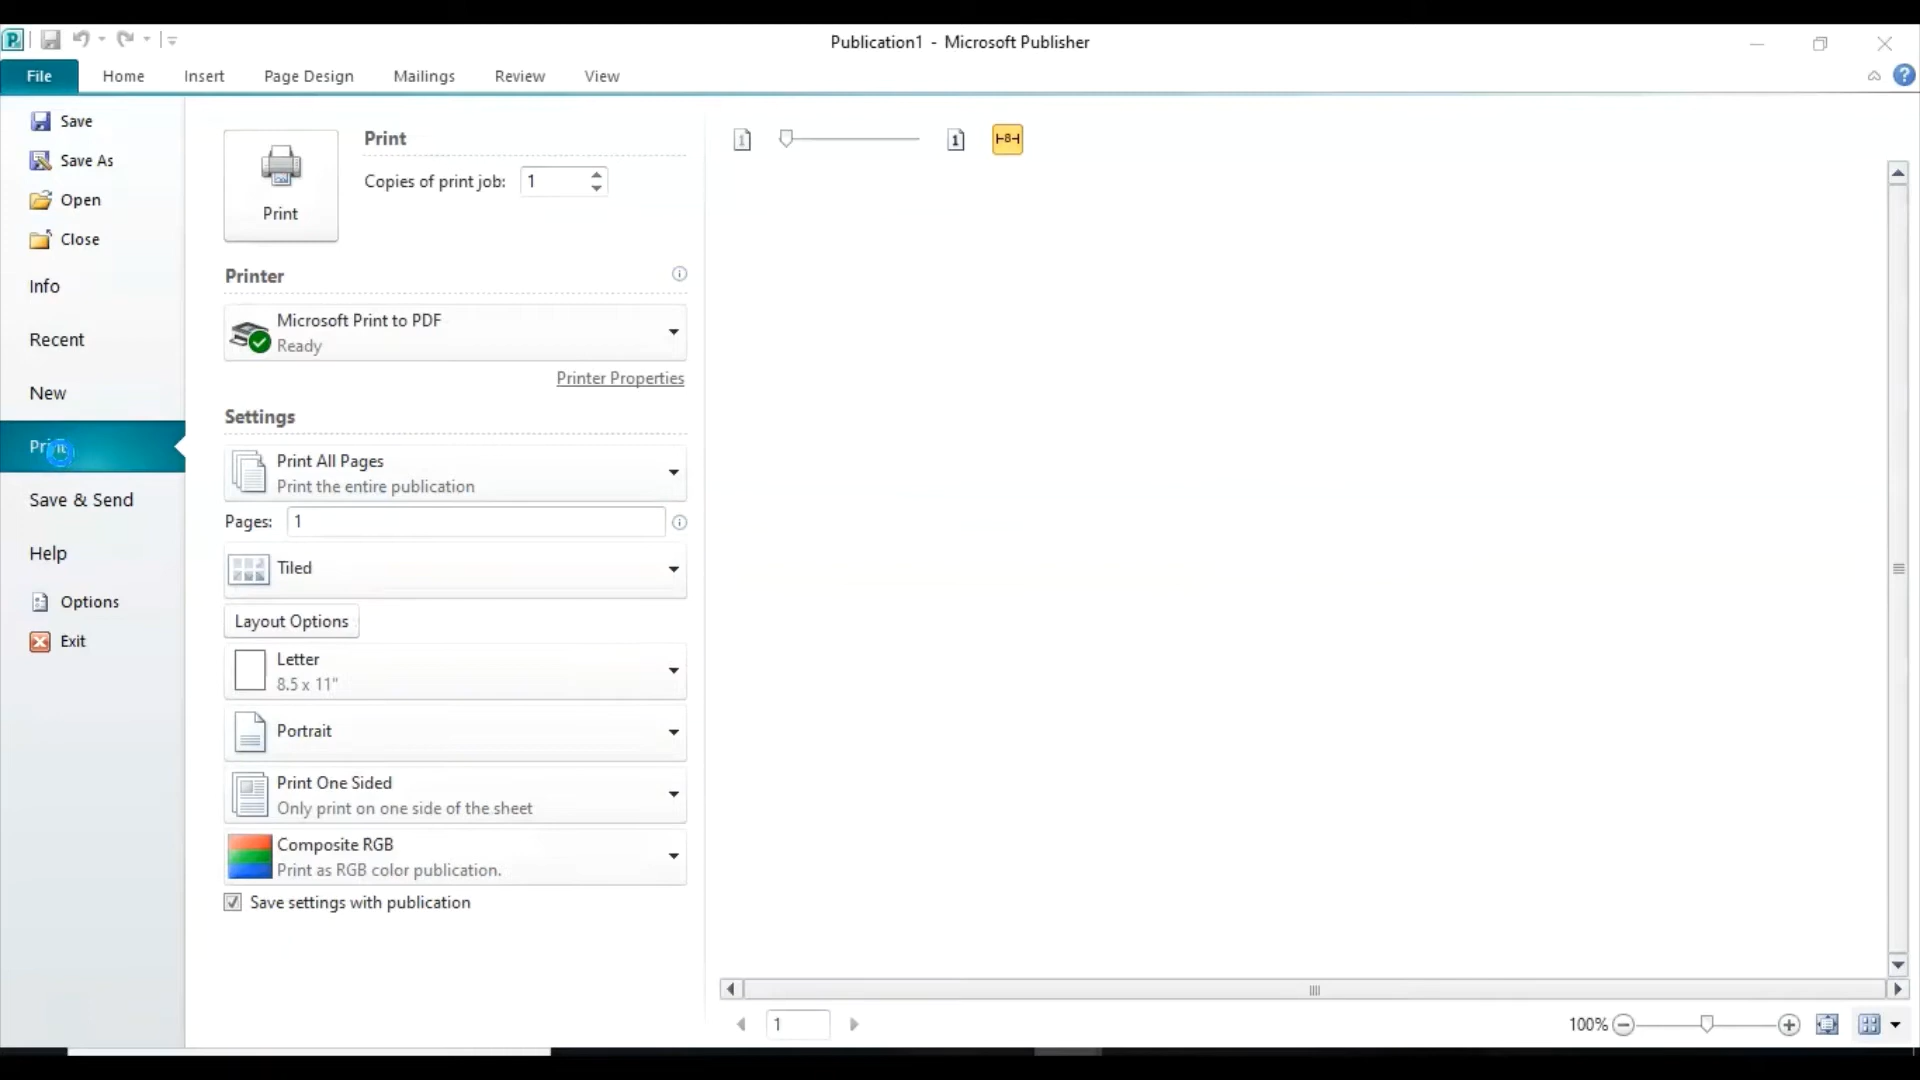 Publication1 - Microsoft Publisher
File Home Insert Page Design Mailings Review View
Save
Save As
Open
Close
Info
Recent
New
Print
Save & Send
Help
Options
Exit
Print
Print
Copies of print job: 1
Printer
Microsoft Print to PDF
Ready
Printer Properties
Settings
Print All Pages
Print the entire publication
Pages: 1
Tiled
Layout Options
Letter
8.5 x 11"
Portrait
Print One Sided
Only print on one side of the sheet
Composite RGB
Print as RGB color publication.
Save settings with publication
1 1 8
1
100%